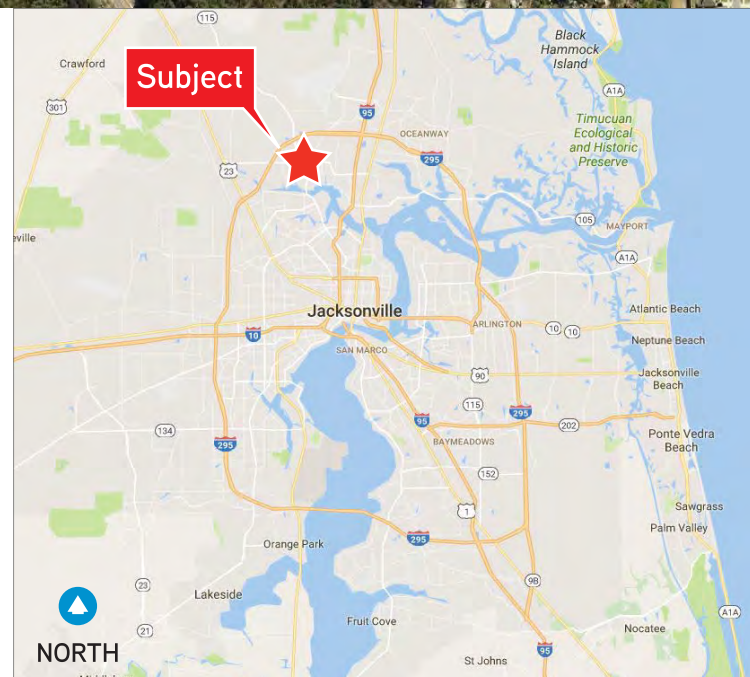 115
Black
Hammock
Island
Crawford
Subject
A1A
301
95
Timucuan
Ecological
and Historic
Preserve
OCEANWAY
295
23
105
MAYPORT
eville
A1A
Jacksonville
Atlantic Beach
ARLINGTON
10
10
10
Neptune Beach
SAN MARCO
90
Jacksonville
Beach
115
295
95
202
134
BAYMEADOWS
Ponte Vedra
Beach
295
152
Sawgrass
1
Palm Valley
295
Orange Park
9B
23
Lakeside
A1A
Fruit Cove
21
Nocatee
NORTH
95
St Johns